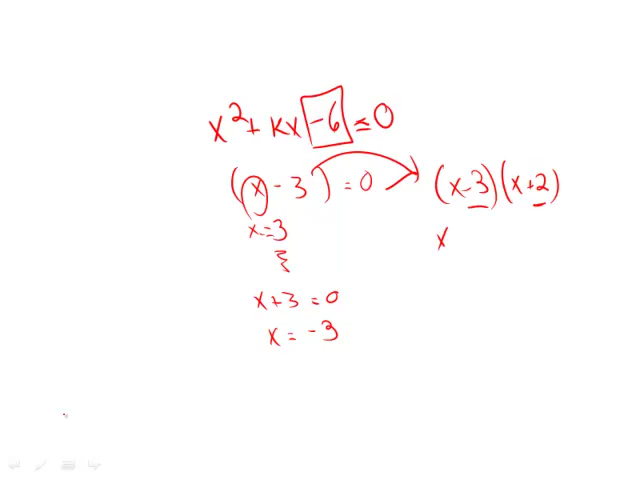 x² + kx -6 = 0
(x - 3) = 0
(x-3)(x+2)
x=3
x
x+3 = 0
x = -3